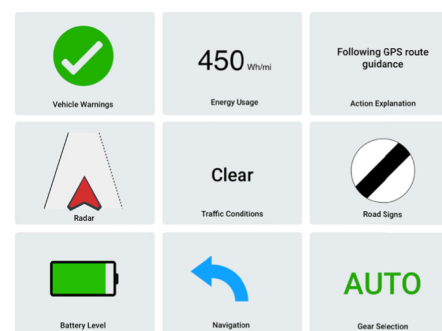 Vehicle Warnings
450 Wh/mi
Energy Usage
Following GPS route
guidance
Action Explanation
Radar
Clear
Traffic Conditions
Road Signs
Battery Level
Navigation
AUTO
Gear Selection